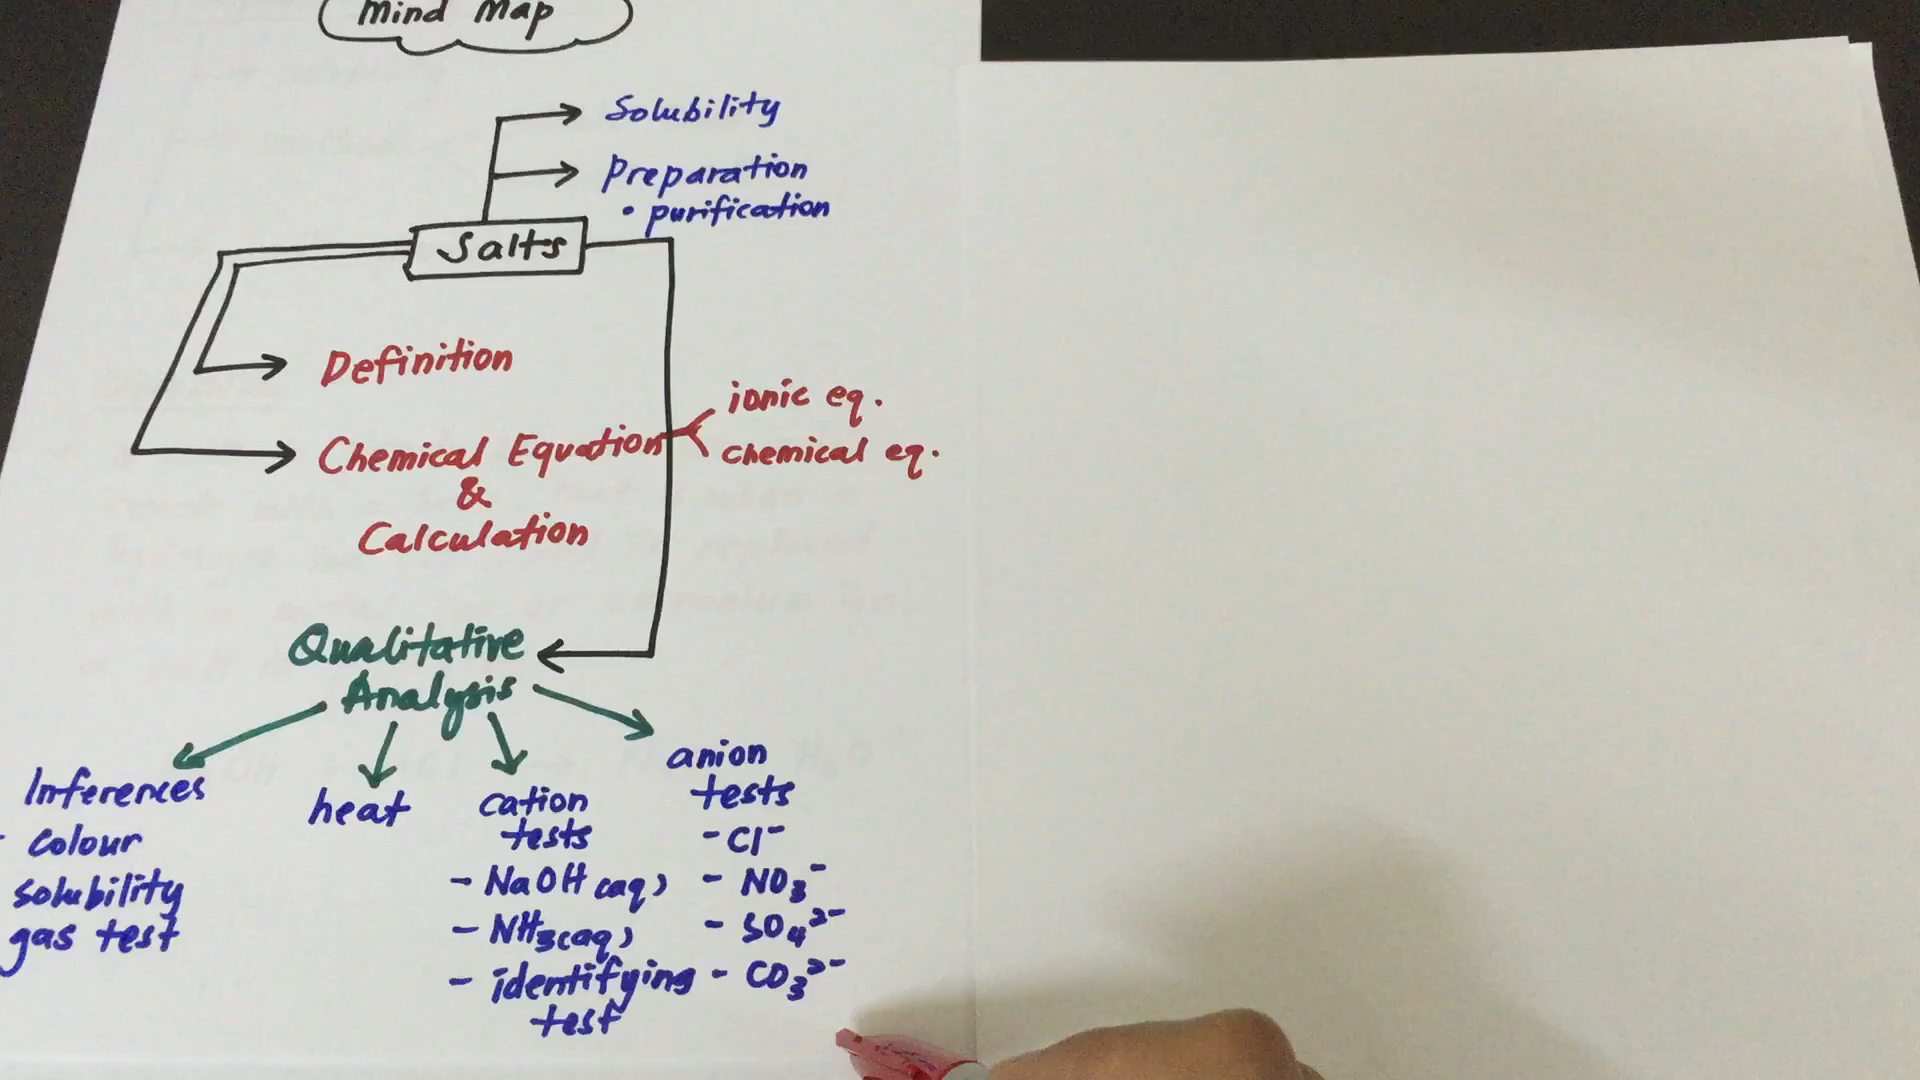 Mind Map
Solubility
Preparation
• purification
Salts
Definition
Chemical Equation
&
Calculation
ionic eq.
chemical eq.
Qualitative
Analysis
Inferences
- colour
solubility
gas test
heat
cation
tests
- NaOH (aq)
- NH₃(aq)
- identifying
test
anion
tests
- Cl⁻
- NO₃⁻
- SO₄²⁻
- CO₃²⁻